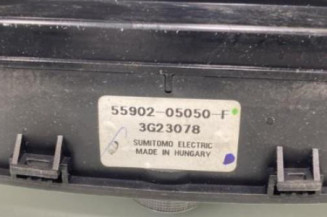 55902-05050-F
3G23078
SUMITOMO ELECTRIC
MADE IN HUNGARY